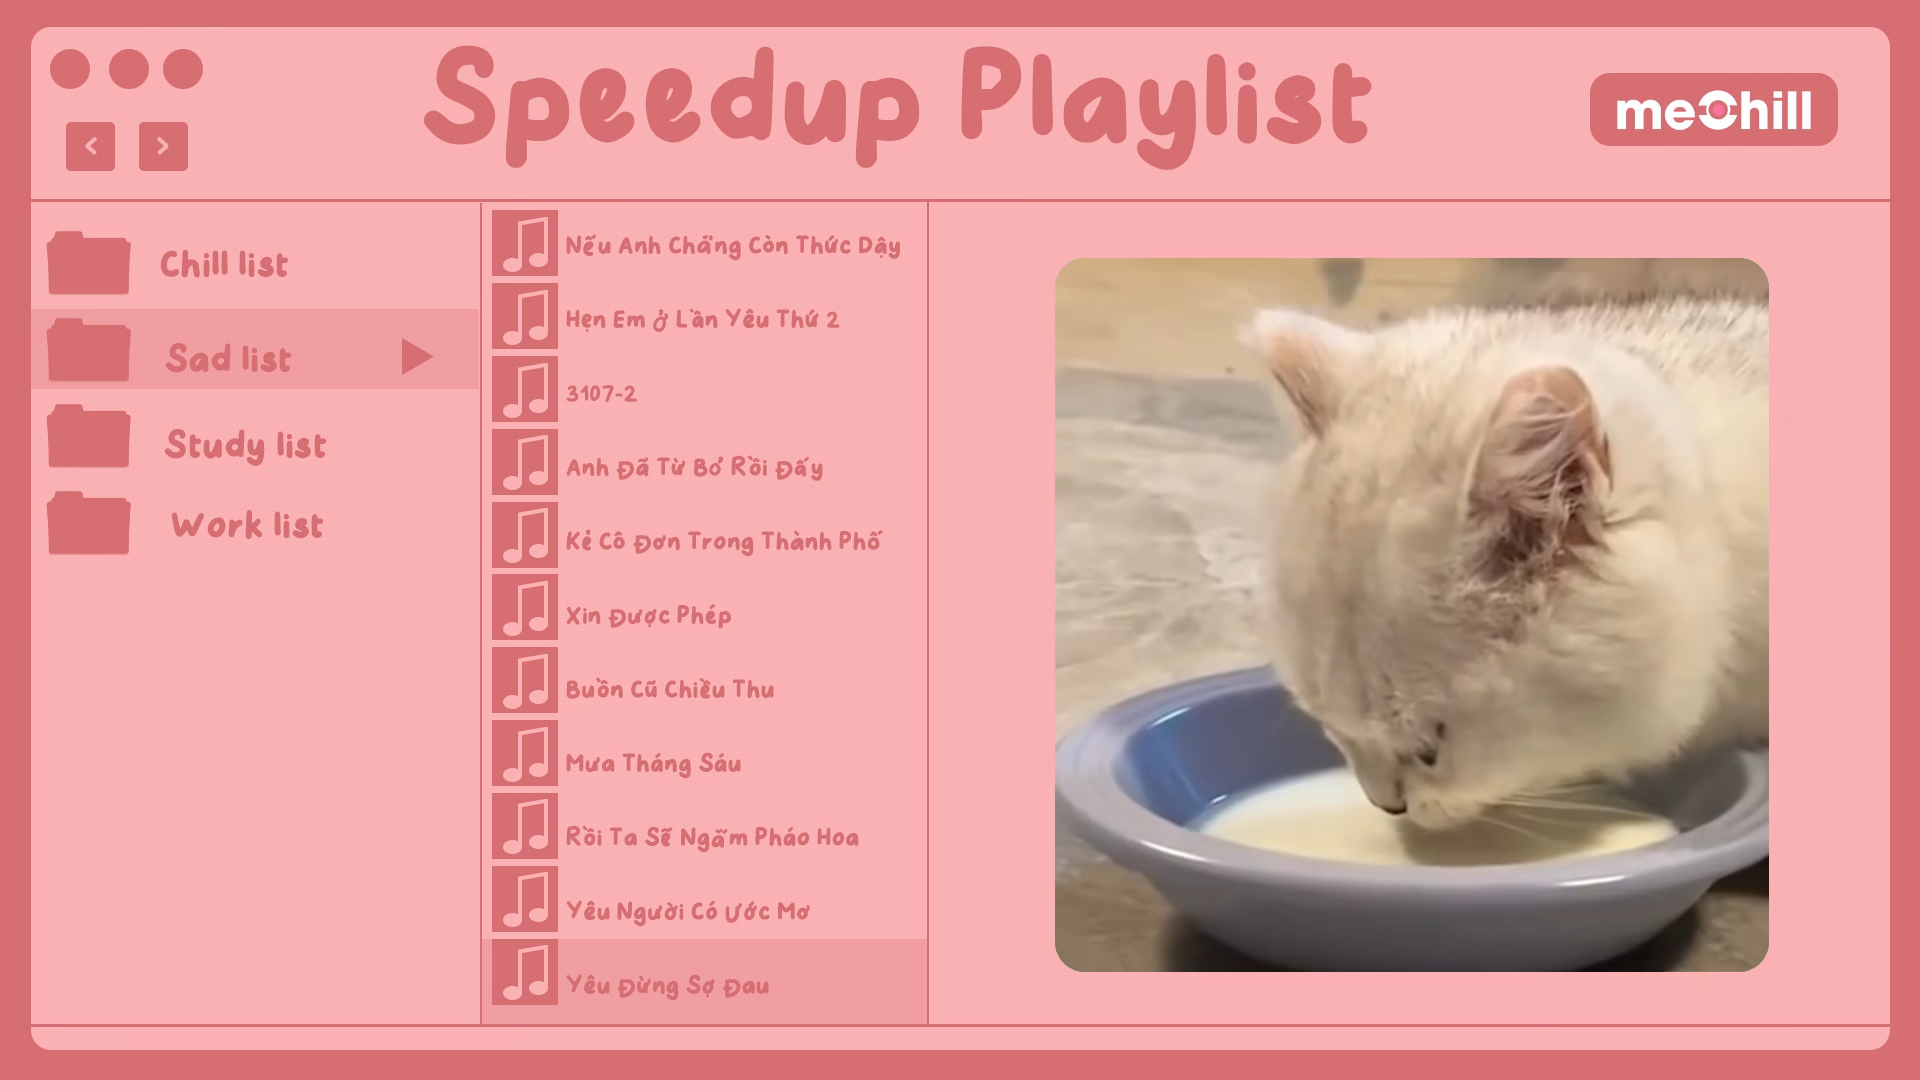 Speedup Playlist
mechill
Chill list
Sad list
Study list
Work list
Nếu Anh Chẳng Còn Thức Dậy
Hẹn Em ở Lần Yêu Thứ 2
3107-2
Anh Đã Từ Bỏ Rồi Đấy
Kẻ Cô Đơn Trong Thành Phố
Xin Được Phép
Buồn Cũ Chiều Thu
Mưa Tháng Sáu
Rồi Ta Sẽ Ngắm Pháo Hoa
Yêu Người Có Ước Mơ
Yêu Đừng Sợ Đau